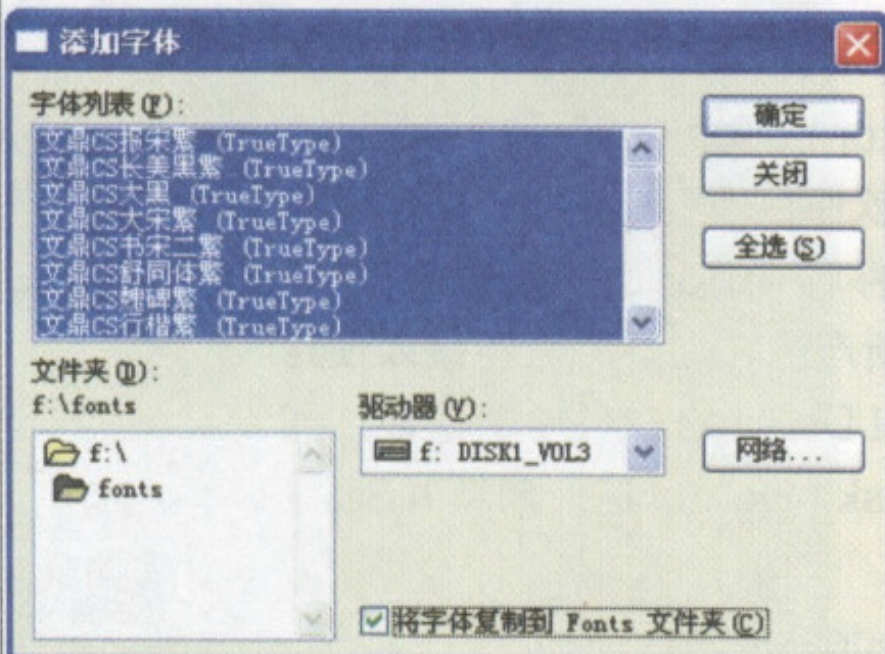 添加字体
字体列表(F):
文鼎CS报宋繁 (TrueType)
文鼎CS长美黑繁 (TrueType)
文鼎CS大黑 (TrueType)
文鼎CS大宋繁 (TrueType)
文鼎CS书宋二繁 (TrueType)
文鼎CS舒同体繁 (TrueType)
文鼎CS魏碑繁 (TrueType)
文鼎CS行楷繁 (TrueType)
确定
关闭
全选(S)
文件夹(D):
f:\fonts
驱动器(V):
f:\
fonts
f: DISK1_VOL3
网络...
将字体复制到 Fonts 文件夹(C)